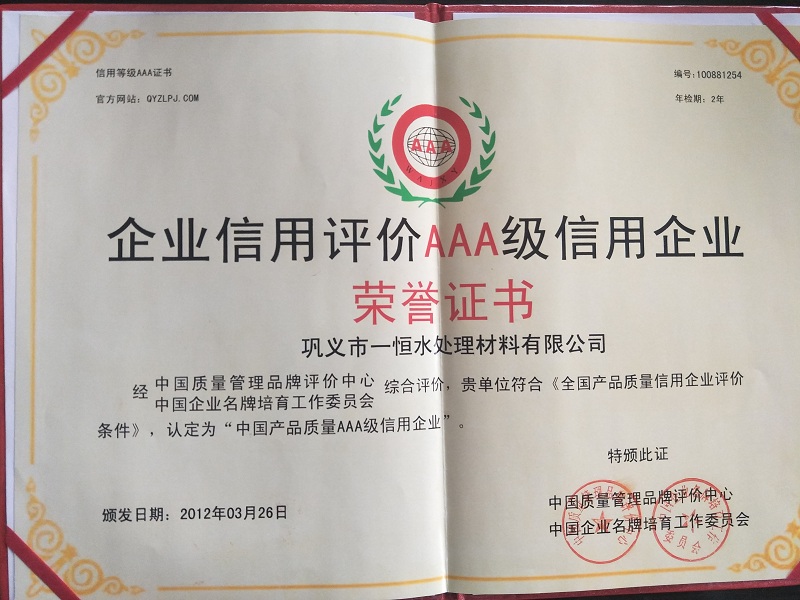 信用等级AAA证书
编号:100881254
官方网站: QYZLPJ.COM
年检期: 2年
AAA
企业信用评价AAA级信用企业
荣誉证书
巩义市一恒水处理材料有限公司
经 中国质量管理品牌评价中心 中国企业名牌培育工作委员会 综合评价, 贵单位符合《全国产品质量信用企业评价
条件》, 认定为“中国产品质量AAA级信用企业”。
特颁此证
中国质量管理品牌评价中心
颁发日期: 2012年03月26日
中国企业名牌培育工作委员会